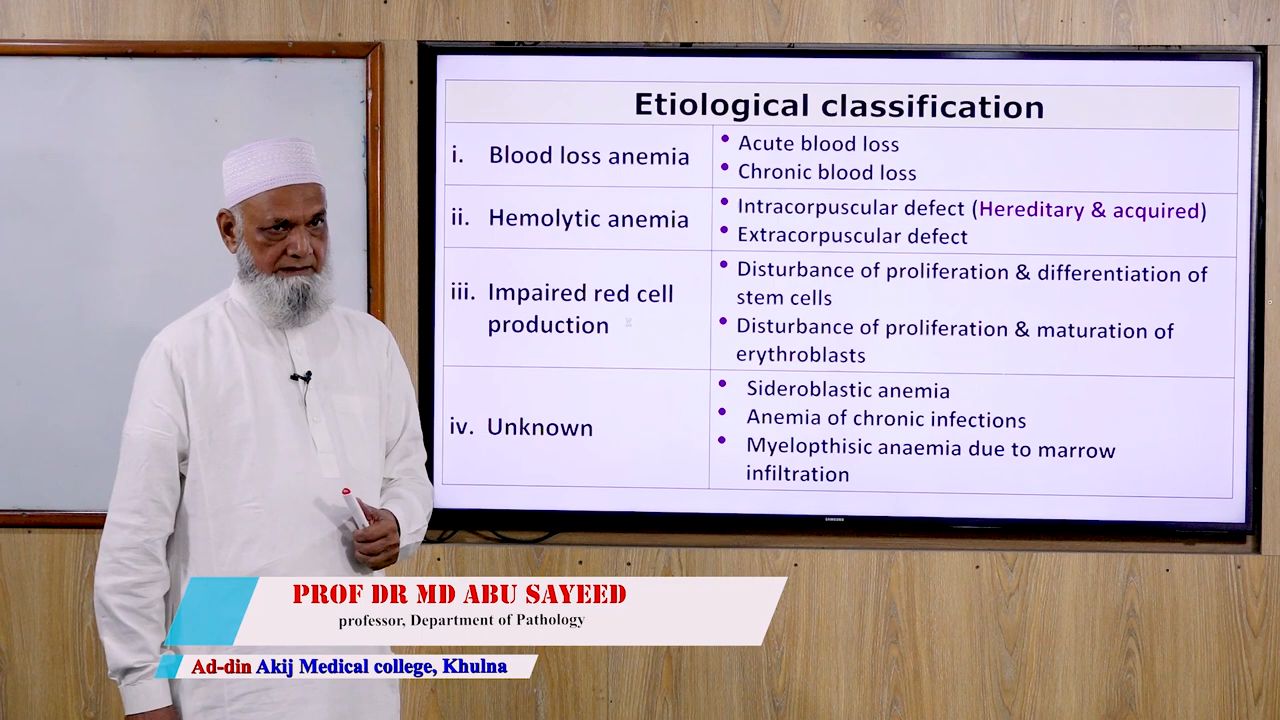 Etiological classification
i. Blood loss anemia
• Acute blood loss
• Chronic blood loss
ii. Hemolytic anemia
• Intracorpuscular defect (Hereditary & acquired)
• Extracorpuscular defect
iii. Impaired red cell
production
• Disturbance of proliferation & differentiation of
stem cells
• Disturbance of proliferation & maturation of
erythroblasts
iv. Unknown
• Sideroblastic anemia
• Anemia of chronic infections
• Myelopthisic anaemia due to marrow
infiltration
SAMSUNG
PROF DR MD ABU SAYEED
professor, Department of Pathology
Ad-din Akij Medical college, Khulna